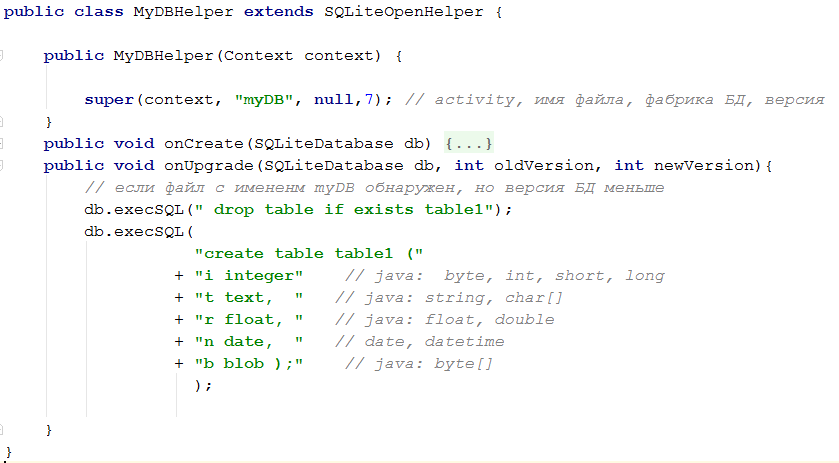 public class MyDBHelper extends SQLiteOpenHelper {
public MyDBHelper(Context context) {
super(context, "myDB", null,7); // activity, имя файла, фабрика БД, версия
}
public void onCreate(SQLiteDatabase db) {...}
public void onUpgrade(SQLiteDatabase db, int oldVersion, int newVersion){
// если файл с имененм myDB обнаружен, но версия БД меньше
db.execSQL(" drop table if exists table1");
db.execSQL(
"create table table1 ("
+ "i integer" // java: byte, int, short, long
+ "t text, " // java: string, char[]
+ "r float, " // java: float, double
+ "n date, " // date, datetime
+ "b blob );" // java: byte[]
);
}
}